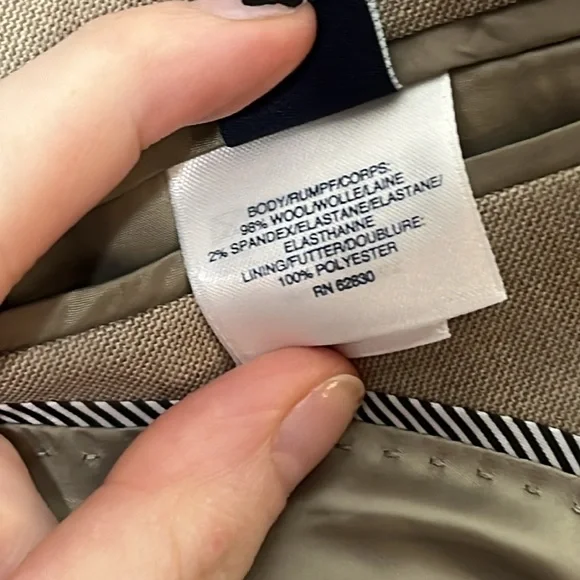 BODY/RUMPF/CORPS:
98% WOOL/WOLLE/LAINE
2% SPANDEX/ELASTANE/ELASTANE/
ELASTHANNE
LINING/FUTTER/DOUBLURE:
100% POLYESTER
RN 62830